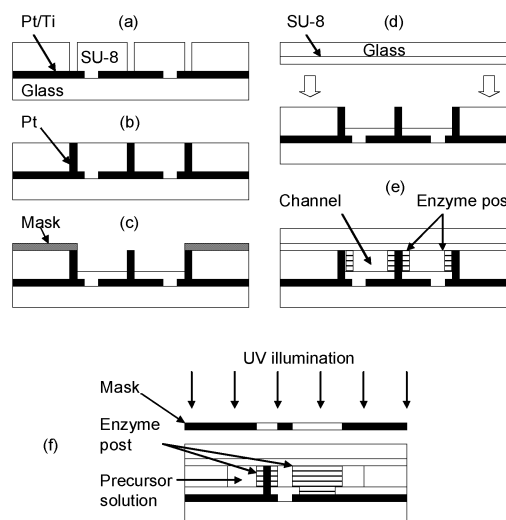 (a)
Pt/Ti
SU-8
Glass
(b)
Pt
(c)
Mask
(d)
SU-8
Glass
(e)
Channel
Enzyme post
UV illumination
Mask
Enzyme
post
(f)
Precursor
solution